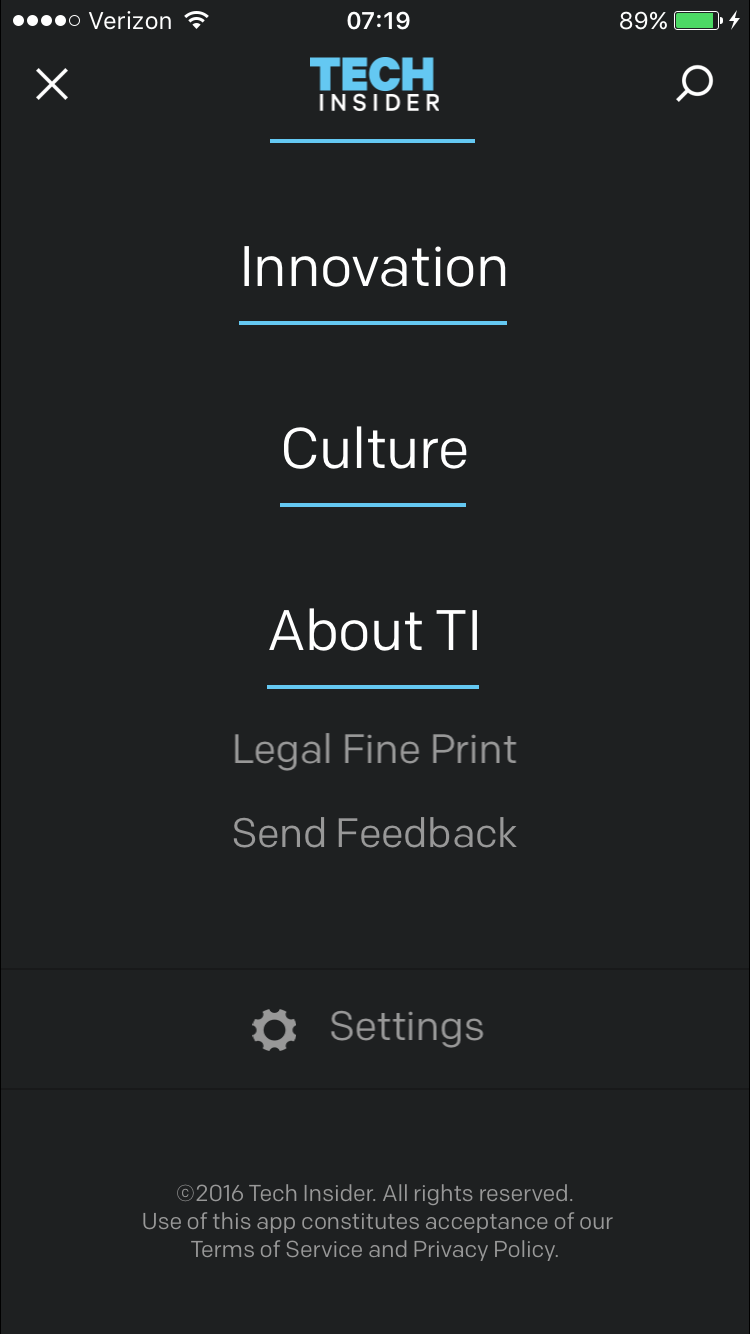 Verizon 07:19 89%
TECH
INSIDER
Innovation
Culture
About TI
Legal Fine Print
Send Feedback
Settings
©2016 Tech Insider. All rights reserved.
Use of this app constitutes acceptance of our
Terms of Service and Privacy Policy.